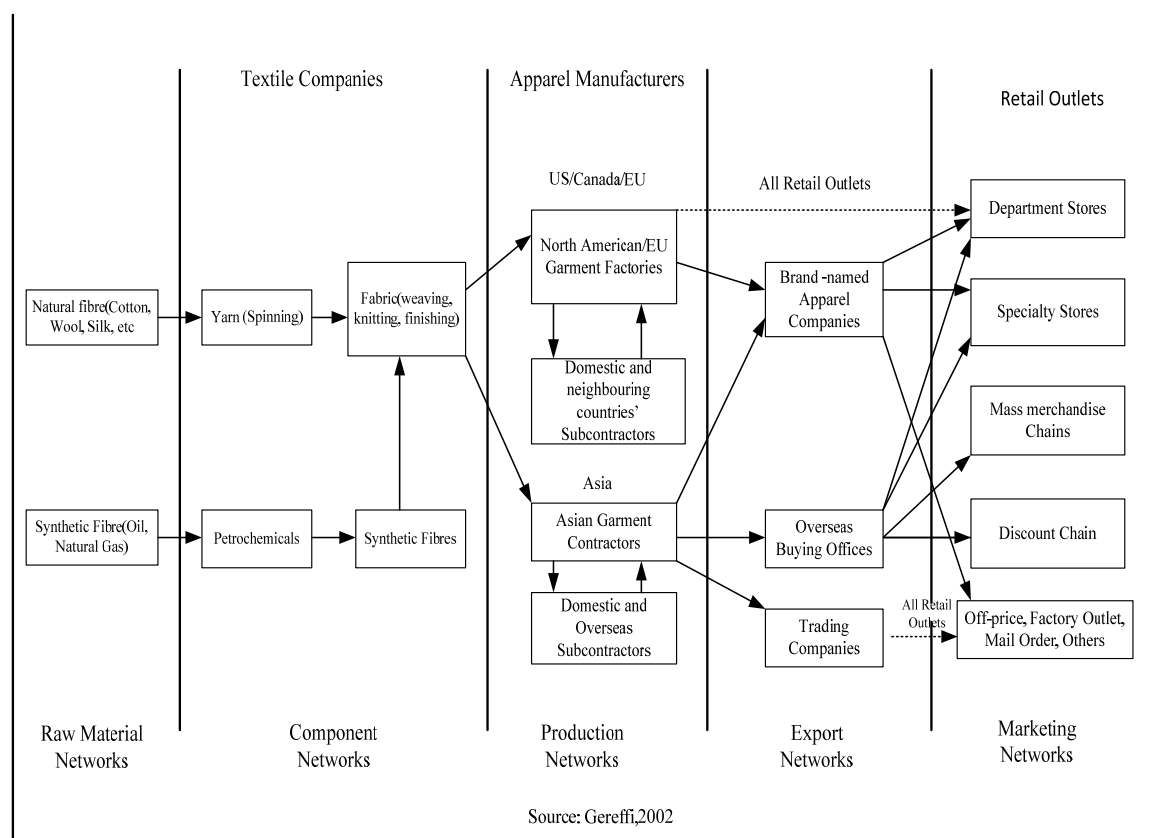 Textile Companies
Apparel Manufacturers
Retail Outlets
US/Canada/EU
All Retail Outlets
Department Stores
North American/EU
Garment Factories
Brand -named
Apparel
Companies
Natural fibre(Cotton,
Wool, Silk, etc
Yarn (Spinning)
Fabric(weaving,
knitting, finishing)
Specialty Stores
Domestic and
neighbouring
countries'
Subcontractors
Mass merchandise
Chains
Asia
Synthetic Fibre(Oil,
Natural Gas)
Petrochemicals
Synthetic Fibres
Asian Garment
Contractors
Overseas
Buying Offices
Discount Chain
Domestic and
Overseas
Subcontractors
Trading
Companies
All Retail
Outlets
Off-price, Factory Outlet,
Mail Order, Others
Raw Material
Networks
Component
Networks
Production
Networks
Export
Networks
Marketing
Networks
Source: Gereffi,2002